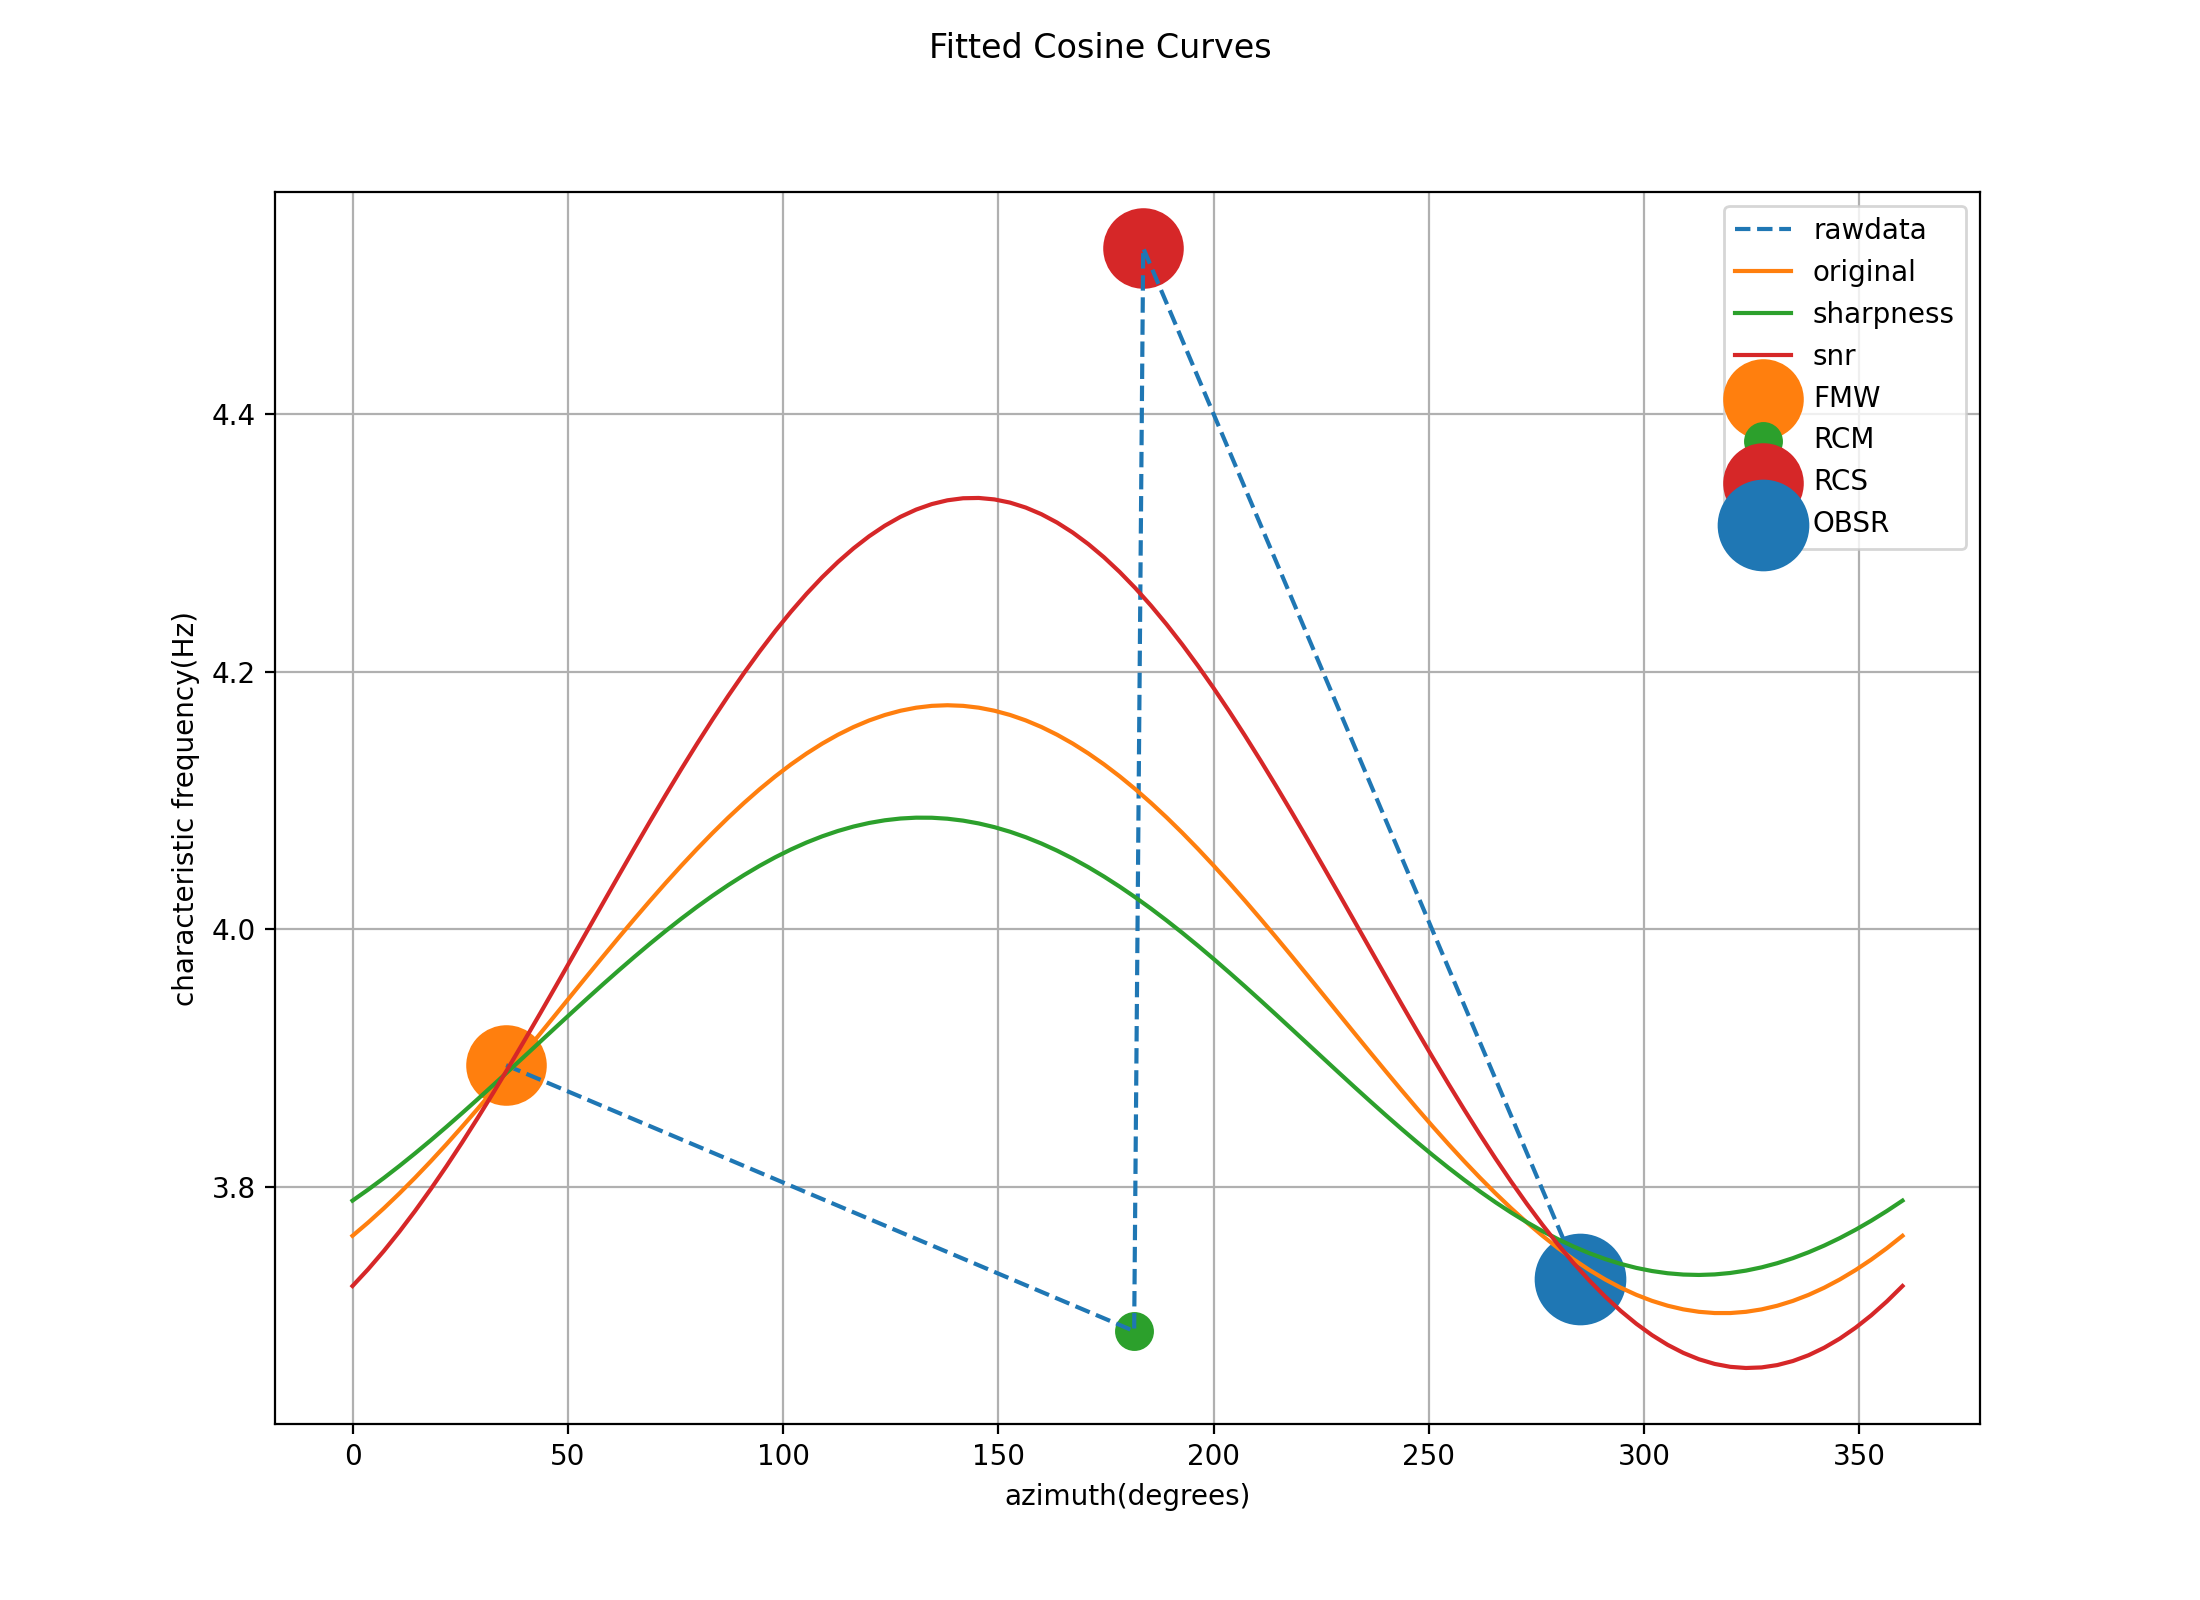 Fitted Cosine Curves
rawdata
original
sharpness
snr
FMW
RCM
RCS
OBSR
characteristic frequency(Hz)
4.4
4.2
4.0
3.8
0 50 100 150 200 250 300 350
azimuth(degrees)